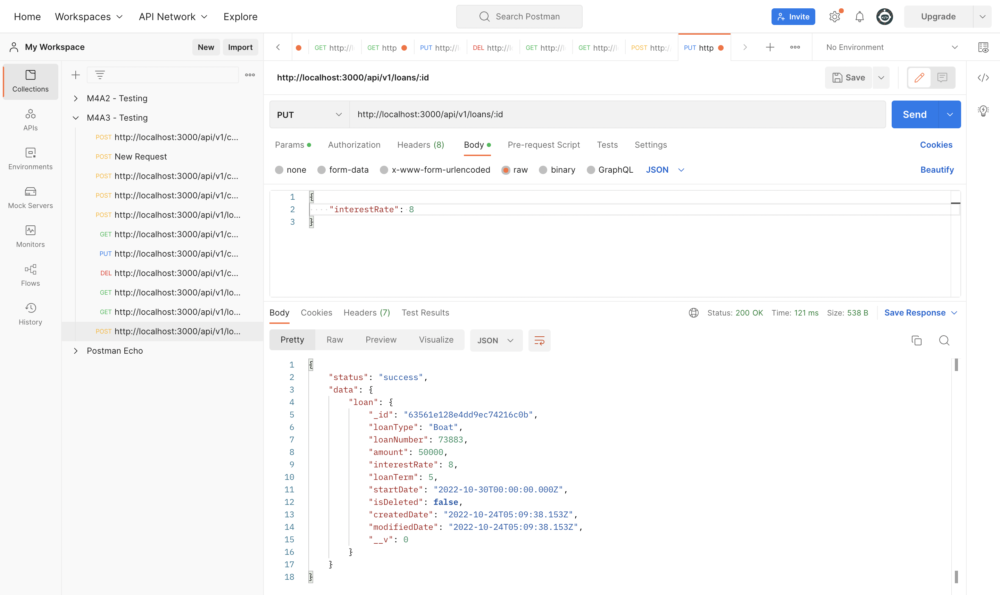 Home Workspaces API Network Explore Search Postman Invite Upgrade
My Workspace New Import
GET http://l GET http PUT http://l DEL http://lo GET http://l GET http://l POST http:/ PUT http No Environment
Collections
APIs
Environments
Mock Servers
Monitors
Flows
History
M4A2 - Testing
M4A3 - Testing
POST http://localhost:3000/api/v1/c...
POST New Request
POST http://localhost:3000/api/v1/c...
POST http://localhost:3000/api/v1/c...
POST http://localhost:3000/api/v1/lo...
GET http://localhost:3000/api/v1/c...
PUT http://localhost:3000/api/v1/c...
DEL http://localhost:3000/api/v1/c...
GET http://localhost:3000/api/v1/lo...
GET http://localhost:3000/api/v1/lo...
POST http://localhost:3000/api/v1/lo...
Postman Echo
http://localhost:3000/api/v1/loans/:id Save
PUT http://localhost:3000/api/v1/loans/:id Send
Params Authorization Headers (8) Body Pre-request Script Tests Settings Cookies
none form-data x-www-form-urlencoded raw binary GraphQL JSON Beautify
1 {
2 "interestRate": 8
3 }
Body Cookies Headers (7) Test Results Status: 200 OK Time: 121 ms Size: 538 B Save Response
Pretty Raw Preview Visualize JSON
1 {
2 "status": "success",
3 "data": {
4 "loan": {
5 "_id": "63561e128e4dd9ec74216c0b",
6 "loanType": "Boat",
7 "loanNumber": 73883,
8 "amount": 50000,
9 "interestRate": 8,
10 "loanTerm": 5,
11 "startDate": "2022-10-30T00:00:00.000Z",
12 "isDeleted": false,
13 "createdDate": "2022-10-24T05:09:38.153Z",
14 "modifiedDate": "2022-10-24T05:09:38.153Z",
15 "__v": 0
16 }
17 }
18 }